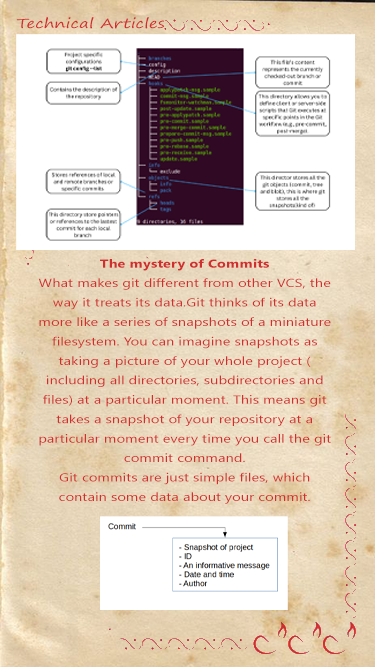 Technical Articles
Project specific
configurations
git config --list
Contains the description of
the repository
Stores references of local
and remote branches or
specific commits
This directory store pointers
or references to the lastest
commit for each local
branch
branches
config
description
HEAD
hooks
applypatch-msg.sample
commit-msg.sample
fsmonitor-watchman.sample
post-update.sample
pre-applypatch.sample
pre-commit.sample
pre-merge-commit.sample
prepare-commit-msg.sample
pre-push.sample
pre-rebase.sample
pre-receive.sample
update.sample
info
exclude
objects
info
pack
refs
heads
tags
directories, 16 files
This file's content
represents the currently
checked-out branch or
commit
This directory allows you to
define client or server-side
scripts that Git executes at
specific points in the Git
workflow (e.g., pre-commit,
post-merge).
This director stores all the
git objects (commit, tree
and blob), this is where git
stores all the
snapshots(kind of)
The mystery of Commits
What makes git different from other VCS, the
way it treats its data.Git thinks of its data
more like a series of snapshots of a miniature
filesystem. You can imagine snapshots as
taking a picture of your whole project (
including all directories, subdirectories and
files) at a particular moment. This means git
takes a snapshot of your repository at a
particular moment every time you call the git
commit command.
Git commits are just simple files, which
contain some data about your commit.
Commit
- Snapshot of project
- ID
- An informative message
- Date and time
- Author